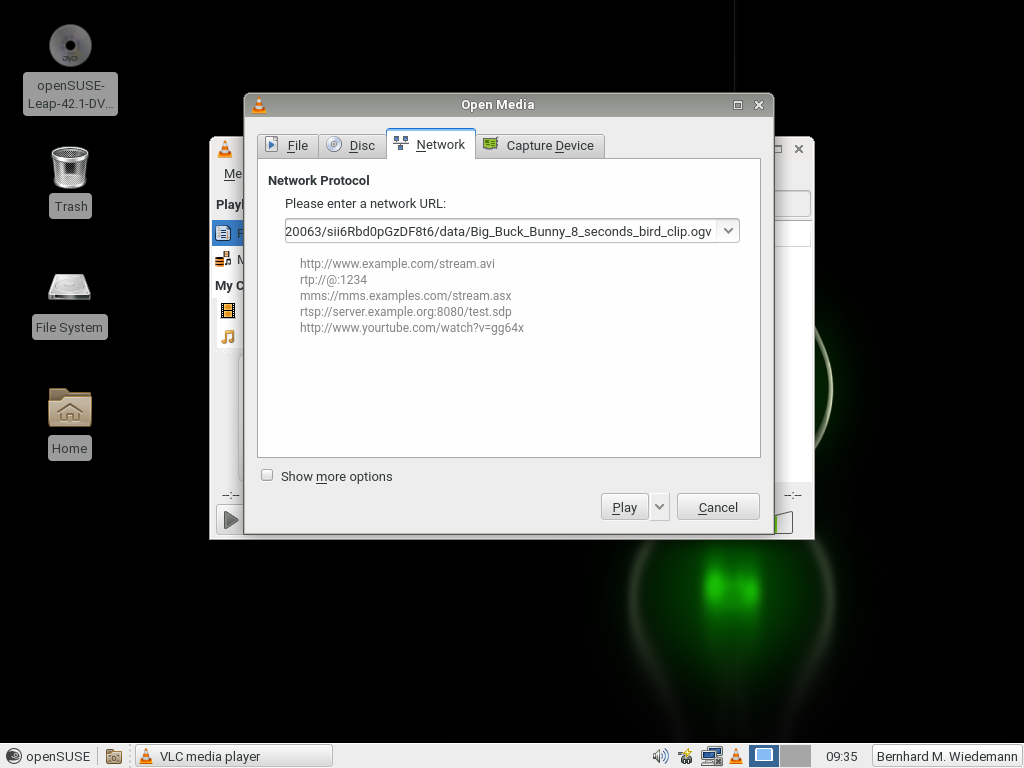 openSUSE-
Leap-42.1-DV...
Trash
File System
Home
Open Media
File
Disc
Network
Capture Device
Network Protocol
Please enter a network URL:
20063/sii6Rbd0pGzDF8t6/data/Big_Buck_Bunny_8_seconds_bird_clip.ogv
http://www.example.com/stream.avi
rtp://@:1234
mms://mms.examples.com/stream.asx
rtsp://server.example.org:8080/test.sdp
http://www.yourtube.com/watch?v=gg64x
Show more options
Play
Cancel
Me
Playl
My C
--:--
--:--
openSUSE
VLC media player
09:35
Bernhard M. Wiedemann